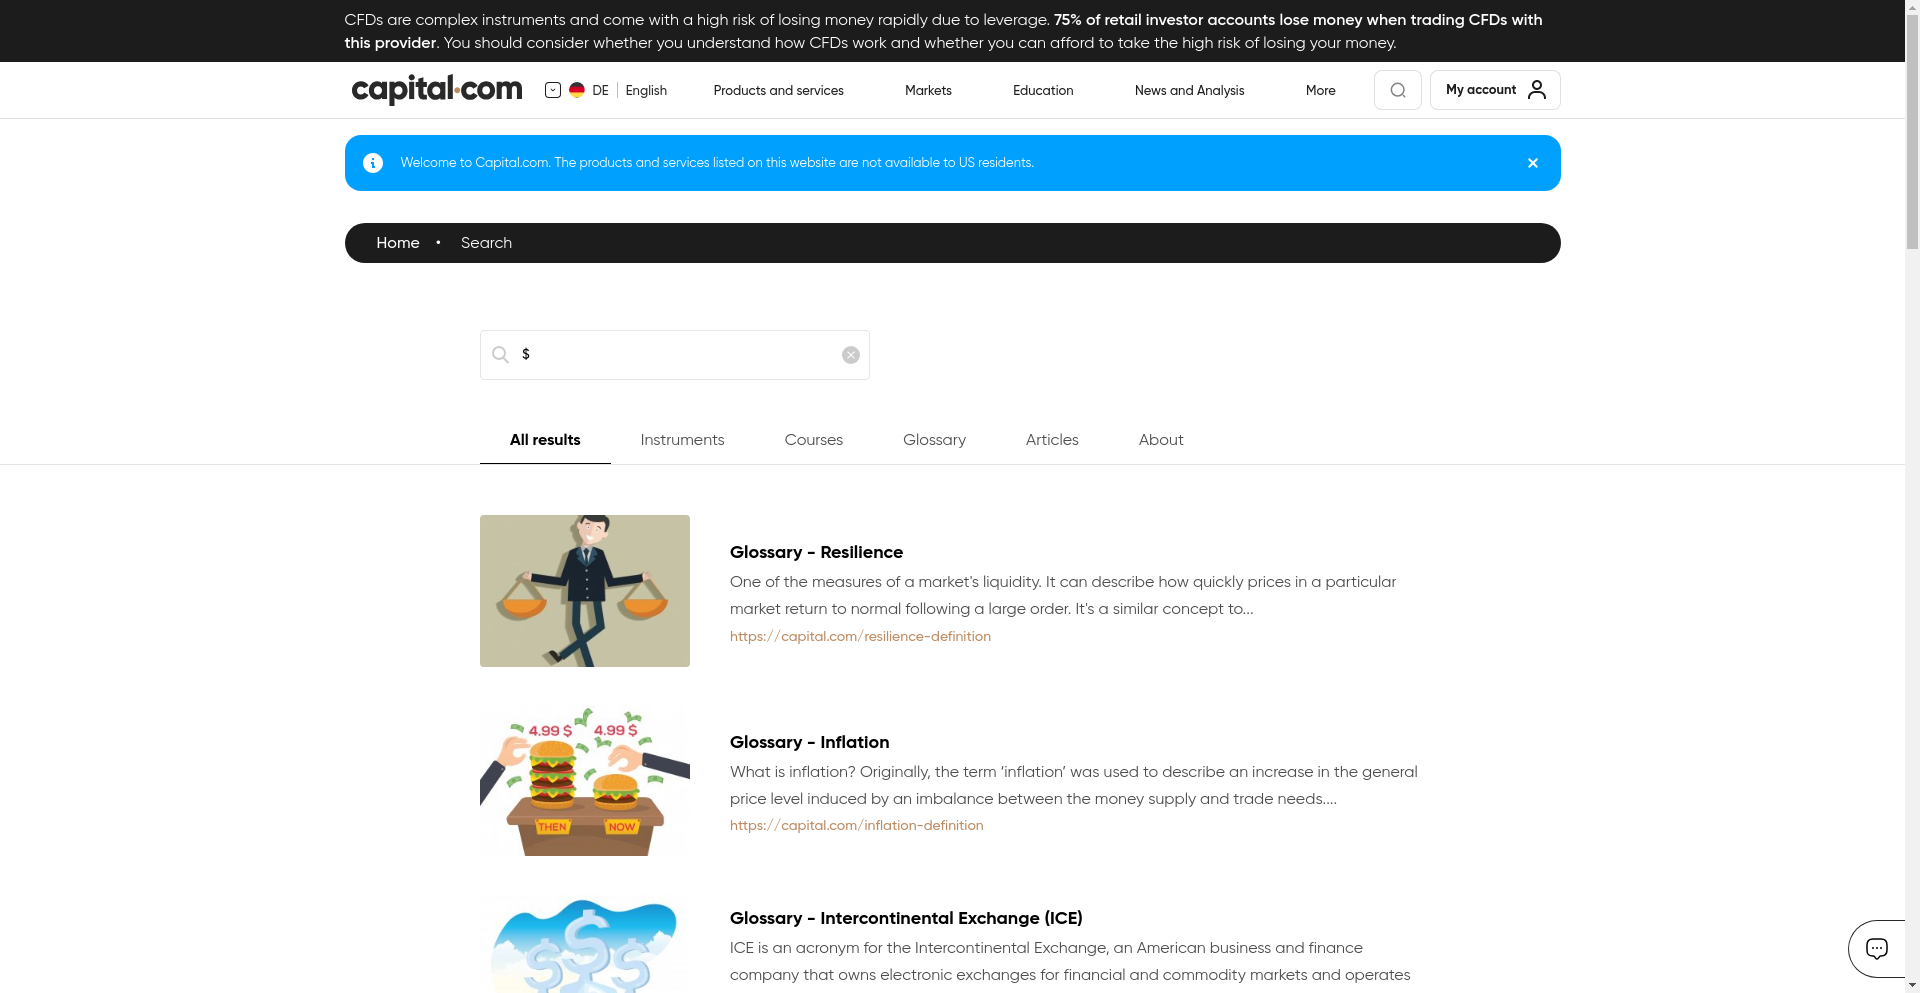 CFDs are complex instruments and come with a high risk of losing money rapidly due to leverage. 75% of retail investor accounts lose money when trading CFDs with
this provider. You should consider whether you understand how CFDs work and whether you can afford to take the high risk of losing your money.
capital.com
DE English
Products and services
Markets
Education
News and Analysis
More
My account
Welcome to Capital.com. The products and services listed on this website are not available to US residents.
Home • Search
$
All results
Instruments
Courses
Glossary
Articles
About
Glossary - Resilience
One of the measures of a market's liquidity. It can describe how quickly prices in a particular
market return to normal following a large order. It's a similar concept to...
https://capital.com/resilience-definition
4.99 $ 4.99 $
THEN NOW
Glossary - Inflation
What is inflation? Originally, the term ‘inflation’ was used to describe an increase in the general
price level induced by an imbalance between the money supply and trade needs....
https://capital.com/inflation-definition
$ $ $
Glossary - Intercontinental Exchange (ICE)
ICE is an acronym for the Intercontinental Exchange, an American business and finance
company that owns electronic exchanges for financial and commodity markets and operates